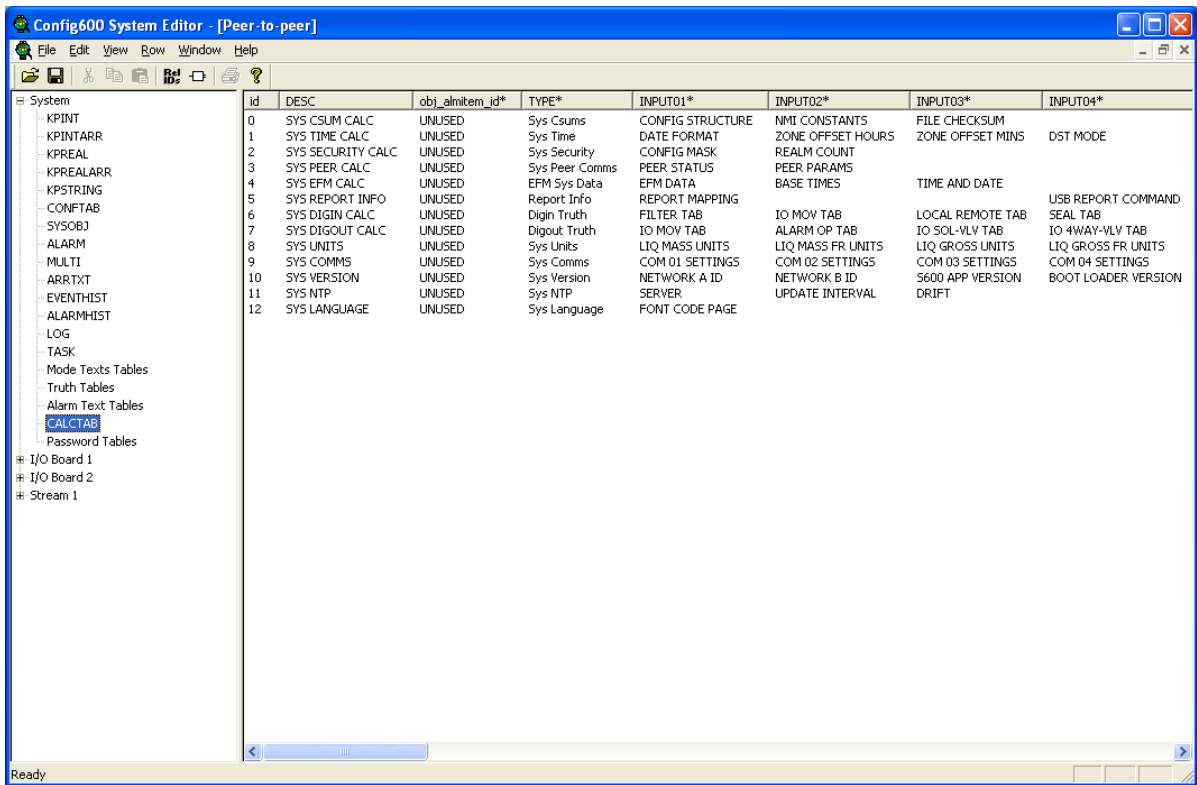 Config600 System Editor - [Peer-to-peer]
File Edit View Row Window Help
Rel IDs
System
KPINT
KPINTARR
KPREAL
KPREALARR
KPSTRING
CONFTAB
SYSOBJ
ALARM
MULTI
ARRTXT
EVENTHIST
ALARMHIST
LOG
TASK
Mode Texts Tables
Truth Tables
Alarm Text Tables
CALCTAB
Password Tables
I/O Board 1
I/O Board 2
Stream 1
id DESC obj_almitem_id* TYPE* INPUT01* INPUT02* INPUT03* INPUT04*
0 SYS CSUM CALC UNUSED Sys Csums CONFIG STRUCTURE NMI CONSTANTS FILE CHECKSUM
1 SYS TIME CALC UNUSED Sys Time DATE FORMAT ZONE OFFSET HOURS ZONE OFFSET MINS DST MODE
2 SYS SECURITY CALC UNUSED Sys Security CONFIG MASK REALM COUNT
3 SYS PEER CALC UNUSED Sys Peer Comms PEER STATUS PEER PARAMS
4 SYS EFM CALC UNUSED EFM Sys Data EFM DATA BASE TIMES TIME AND DATE
5 SYS REPORT INFO UNUSED Report Info REPORT MAPPING USB REPORT COMMAND
6 SYS DIGIN CALC UNUSED Digin Truth FILTER TAB IO MOV TAB LOCAL REMOTE TAB SEAL TAB
7 SYS DIGOUT CALC UNUSED Digout Truth IO MOV TAB ALARM OP TAB IO SOL-VLV TAB IO 4WAY-VLV TAB
8 SYS UNITS UNUSED Sys Units LIQ MASS UNITS LIQ MASS FR UNITS LIQ GROSS UNITS LIQ GROSS FR UNITS
9 SYS COMMS UNUSED Sys Comms COM 01 SETTINGS COM 02 SETTINGS COM 03 SETTINGS COM 04 SETTINGS
10 SYS VERSION UNUSED Sys Version NETWORK A ID NETWORK B ID S600 APP VERSION BOOT LOADER VERSION
11 SYS NTP UNUSED Sys NTP SERVER UPDATE INTERVAL DRIFT
12 SYS LANGUAGE UNUSED Sys Language FONT CODE PAGE
Ready